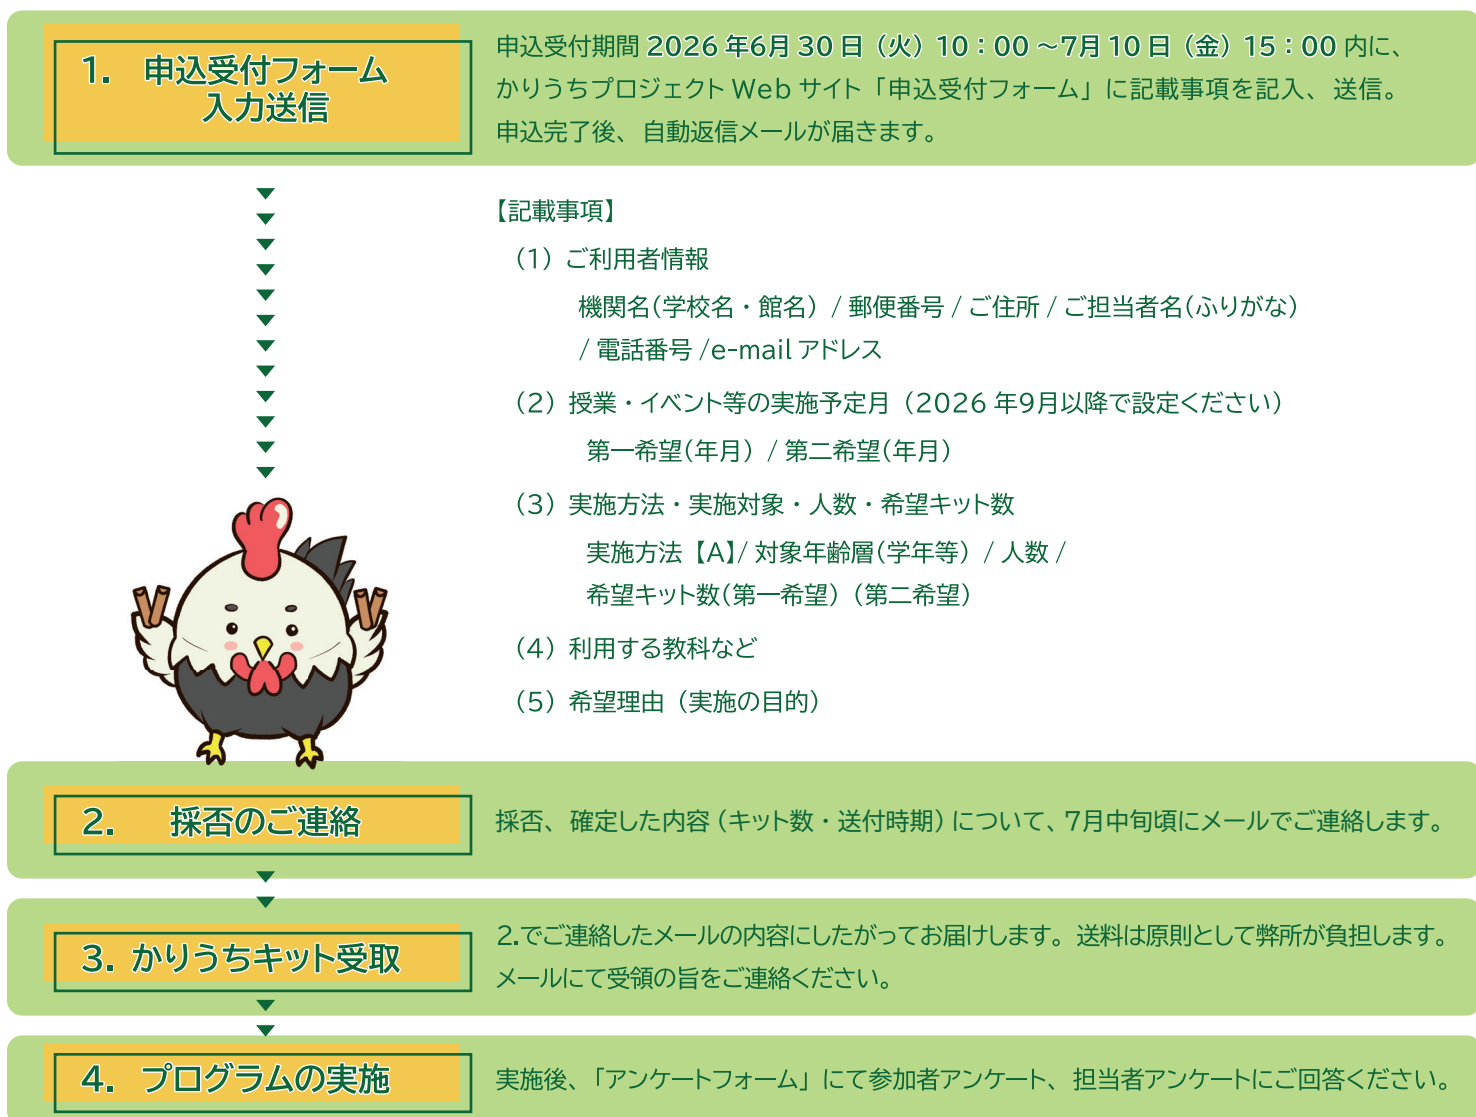 1. 申込受付フォーム
入力送信
申込受付期間 2026 年6月 30 日（火）10：00 ～7月 10 日（金）15：00 内に、
かりうちプロジェクト Web サイト「申込受付フォーム」に記載事項を記入、送信。
申込完了後、自動返信メールが届きます。
【記載事項】
（1）ご利用者情報
機関名（学校名・館名）/ 郵便番号 / ご住所 / ご担当者名（ふりがな）
/ 電話番号 /e-mail アドレス
（2）授業・イベント等の実施予定月（2026 年9月以降で設定ください）
第一希望（年月）/ 第二希望（年月）
（3）実施方法・実施対象・人数・希望キット数
実施方法【A】/ 対象年齢層（学年等）/ 人数 /
希望キット数（第一希望）（第二希望）
（4）利用する教科など
（5）希望理由（実施の目的）
2. 採否のご連絡
採否、確定した内容（キット数・送付時期）について、7月中旬頃にメールでご連絡します。
3. かりうちキット受取
2.でご連絡したメールの内容にしたがってお届けします。送料は原則として弊所が負担します。
メールにて受領の旨をご連絡ください。
4. プログラムの実施
実施後、「アンケートフォーム」にて参加者アンケート、担当者アンケートにご回答ください。